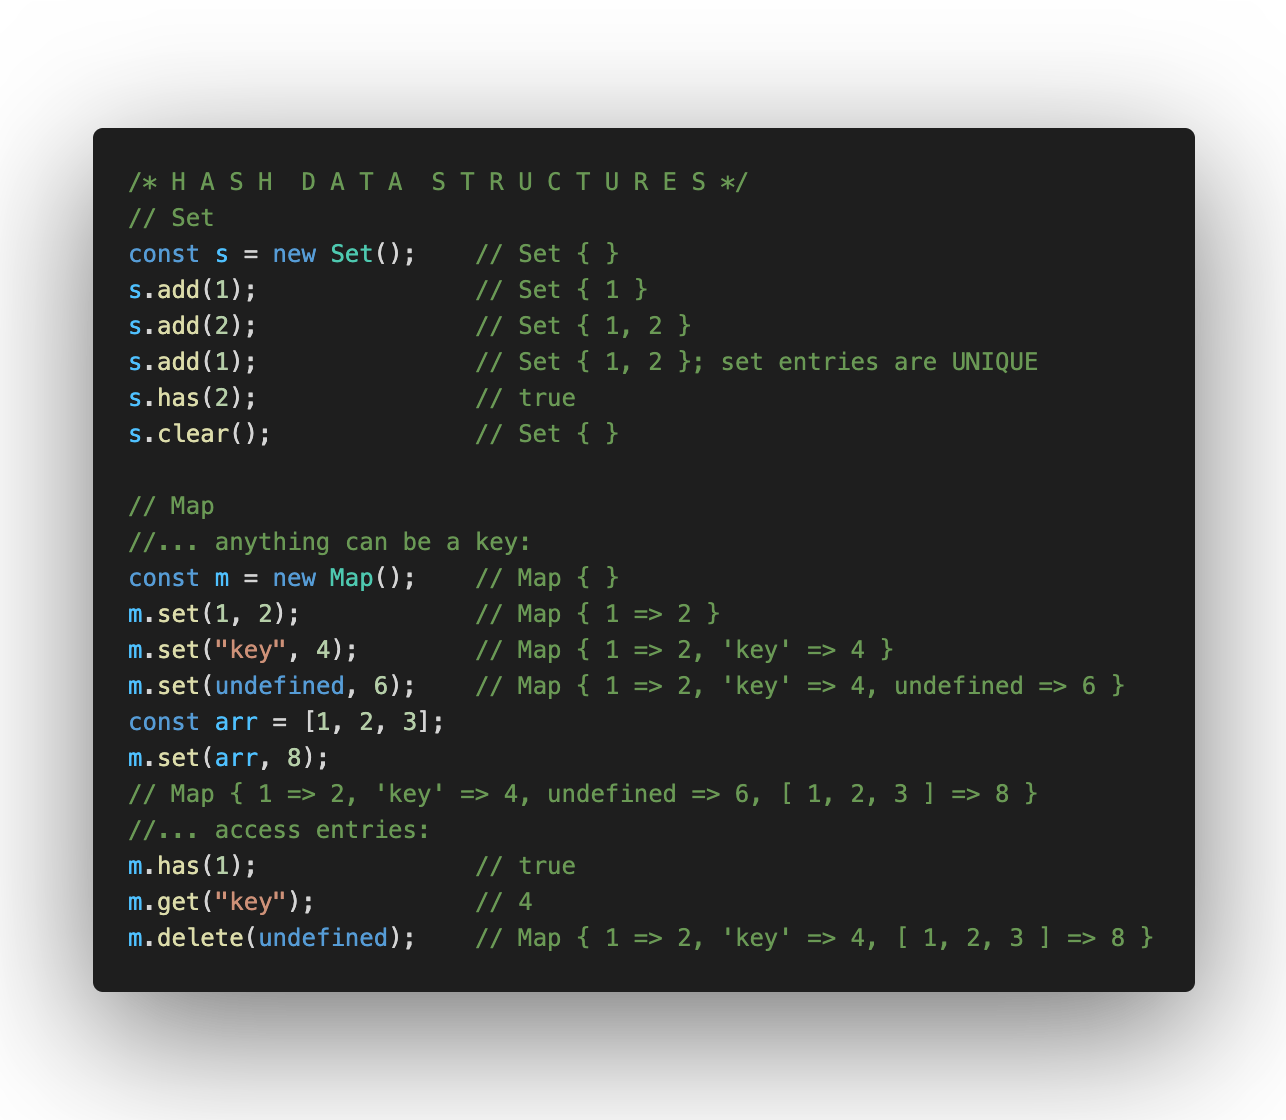 /* H A S H  D A T A  S T R U C T U R E S */
// Set
const s = new Set();    // Set { }
s.add(1);               // Set { 1 }
s.add(2);               // Set { 1, 2 }
s.add(1);               // Set { 1, 2 }; set entries are UNIQUE
s.has(2);               // true
s.clear();              // Set { }

// Map
//... anything can be a key:
const m = new Map();    // Map { }
m.set(1, 2);            // Map { 1 => 2 }
m.set("key", 4);        // Map { 1 => 2, 'key' => 4 }
m.set(undefined, 6);    // Map { 1 => 2, 'key' => 4, undefined => 6 }
const arr = [1, 2, 3];
m.set(arr, 8);
// Map { 1 => 2, 'key' => 4, undefined => 6, [ 1, 2, 3 ] => 8 }
//... access entries:
m.has(1);               // true
m.get("key");           // 4
m.delete(undefined);    // Map { 1 => 2, 'key' => 4, [ 1, 2, 3 ] => 8 }